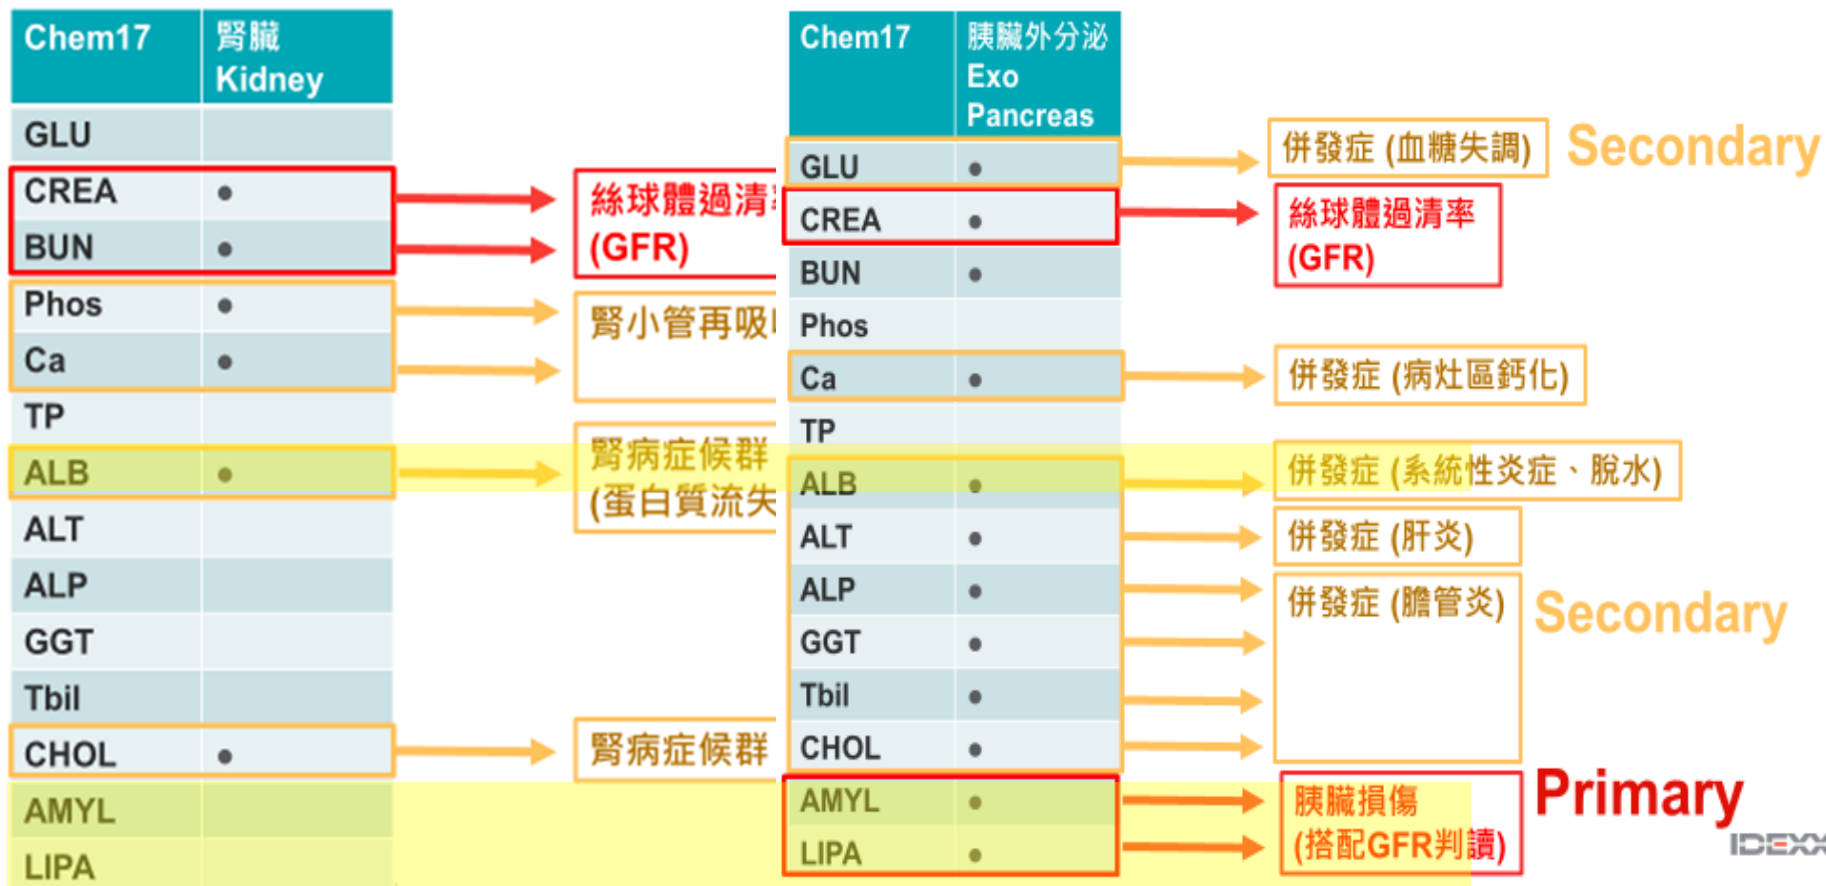 Chem17
腎臟
Kidney
GLU
CREA
BUN
Phos
Ca
TP
ALB
ALT
ALP
GGT
Tbil
CHOL
AMYL
LIPA
絲球體過清
(GFR)
腎小管再吸
腎病症候群
(蛋白質流失
腎病症候群
Chem17
胰臟外分泌
Exo
Pancreas
GLU
CREA
BUN
Phos
Ca
TP
ALB
ALT
ALP
GGT
Tbil
CHOL
AMYL
LIPA
併發症 (血糖失調)
Secondary
絲球體過清率
(GFR)
併發症 (病灶區鈣化)
併發症 (系統性炎症、脫水)
併發症 (肝炎)
併發症 (膽管炎)
Secondary
胰臟損傷
(搭配GFR判讀)
Primary
IDEXX